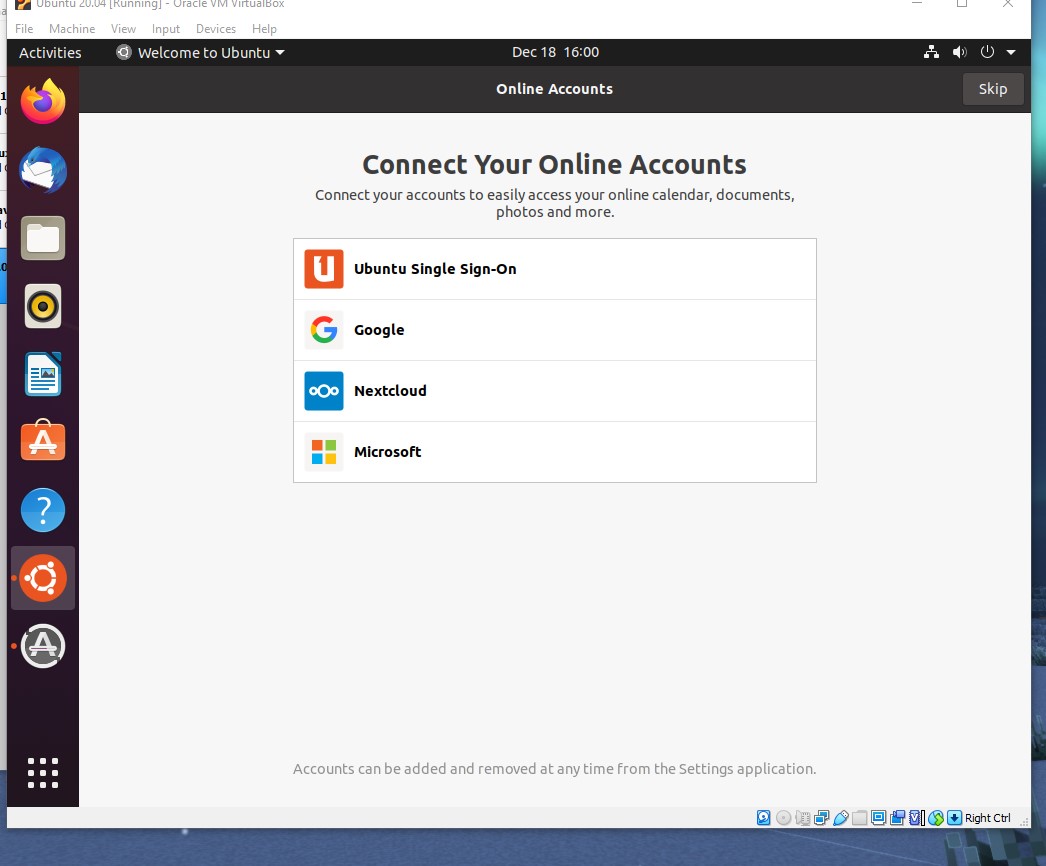 Ubuntu 20.04 [Running] - Oracle VM VirtualBox
File Machine View Input Devices Help
Activities Welcome to Ubuntu Dec 18 16:00
Online Accounts Skip
Connect Your Online Accounts
Connect your accounts to easily access your online calendar, documents,
photos and more.
Ubuntu Single Sign-On
Google
Nextcloud
Microsoft
Accounts can be added and removed at any time from the Settings application.
Right Ctrl